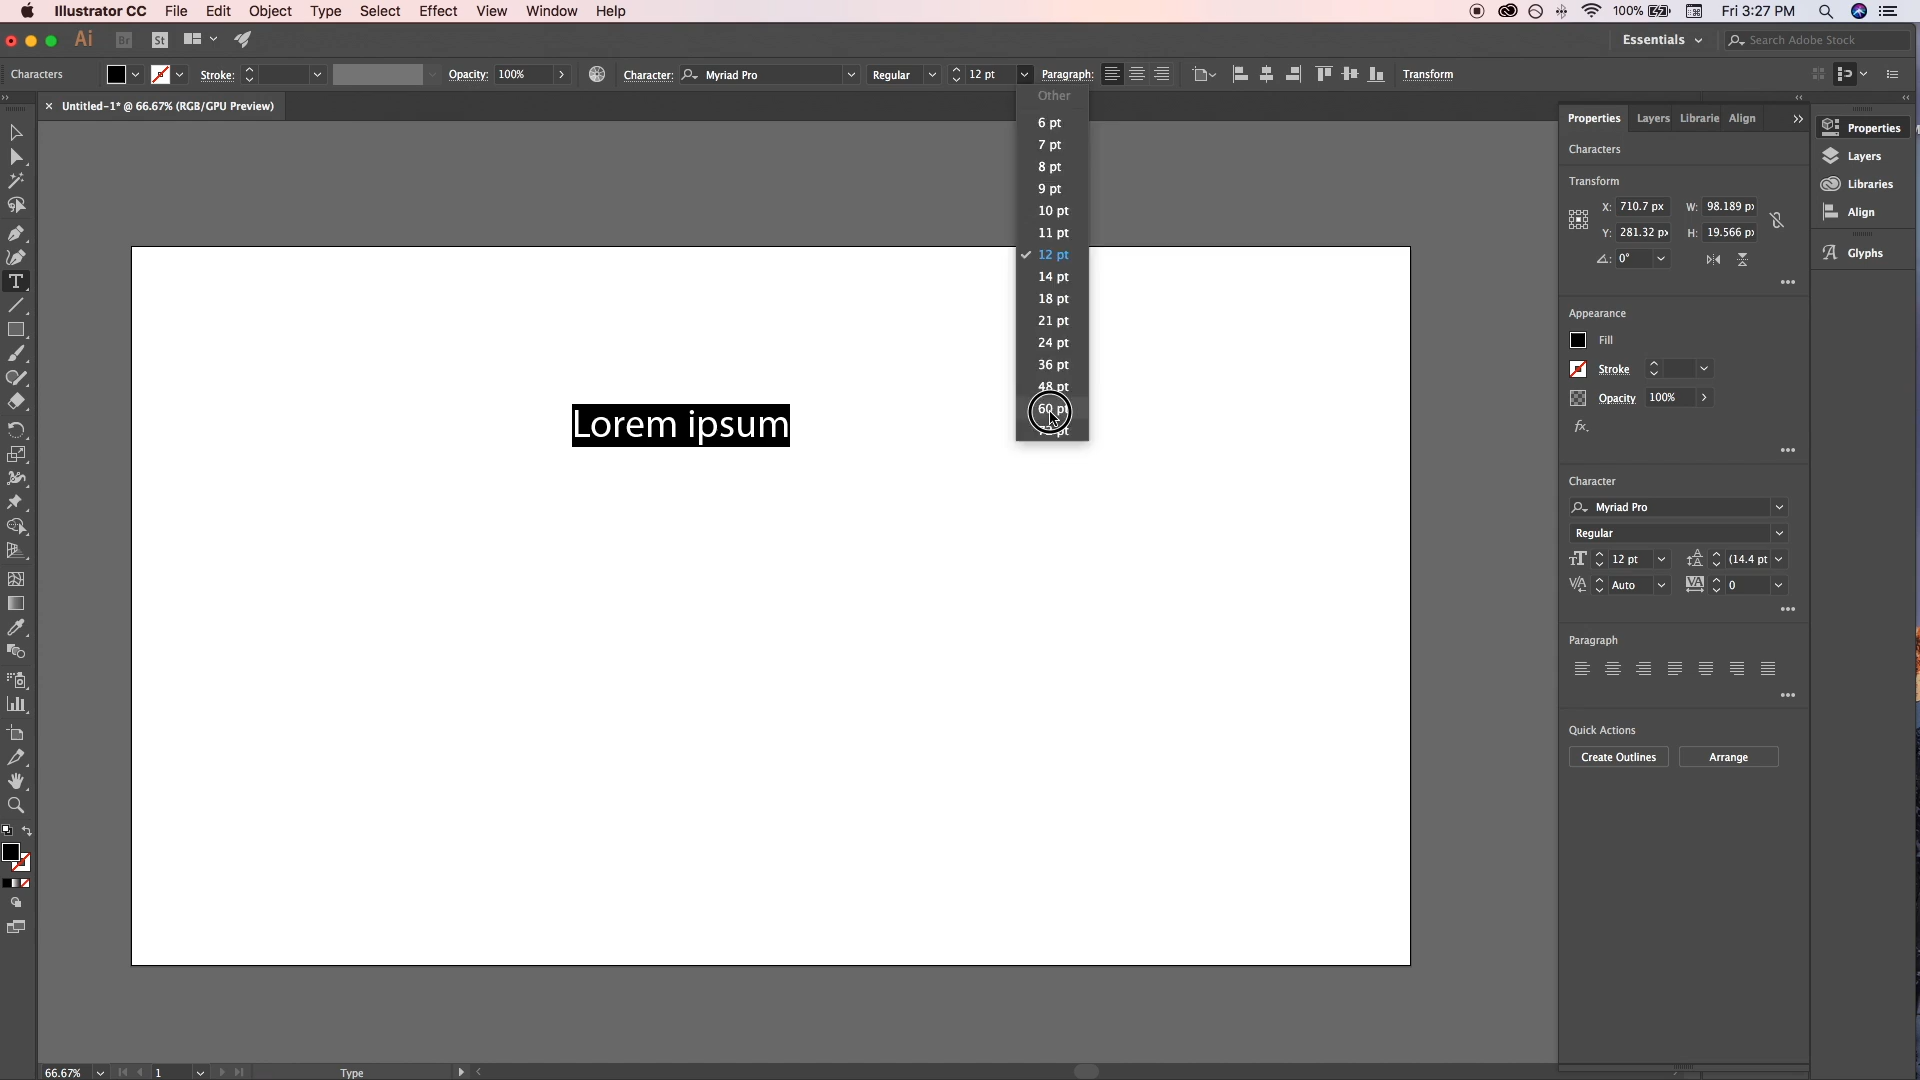 Illustrator CC File Edit Object Type Select Effect View Window Help 100% Fri 3:27 PM
Ai Br St Essentials Search Adobe Stock
Characters Stroke: Opacity: 100% Character: Myriad Pro Regular 12 pt Paragraph: Transform
Untitled-1* @ 66.67% (RGB/GPU Preview)
Other
6 pt
7 pt
8 pt
9 pt
10 pt
11 pt
12 pt
14 pt
18 pt
21 pt
24 pt
36 pt
48 pt
60 pt
Lorem ipsum
Properties Layers Librarie Align
Characters
Transform
X: 710.7 px W: 98.189 px
Y: 281.32 px H: 19.566 px
0°
Appearance
Fill
Stroke
Opacity 100%
fx.
Character
Myriad Pro
Regular
12 pt (14.4 pt
Auto 0
Paragraph
Quick Actions
Create Outlines Arrange
Properties
Layers
Libraries
Align
Glyphs
66.67% 1 Type